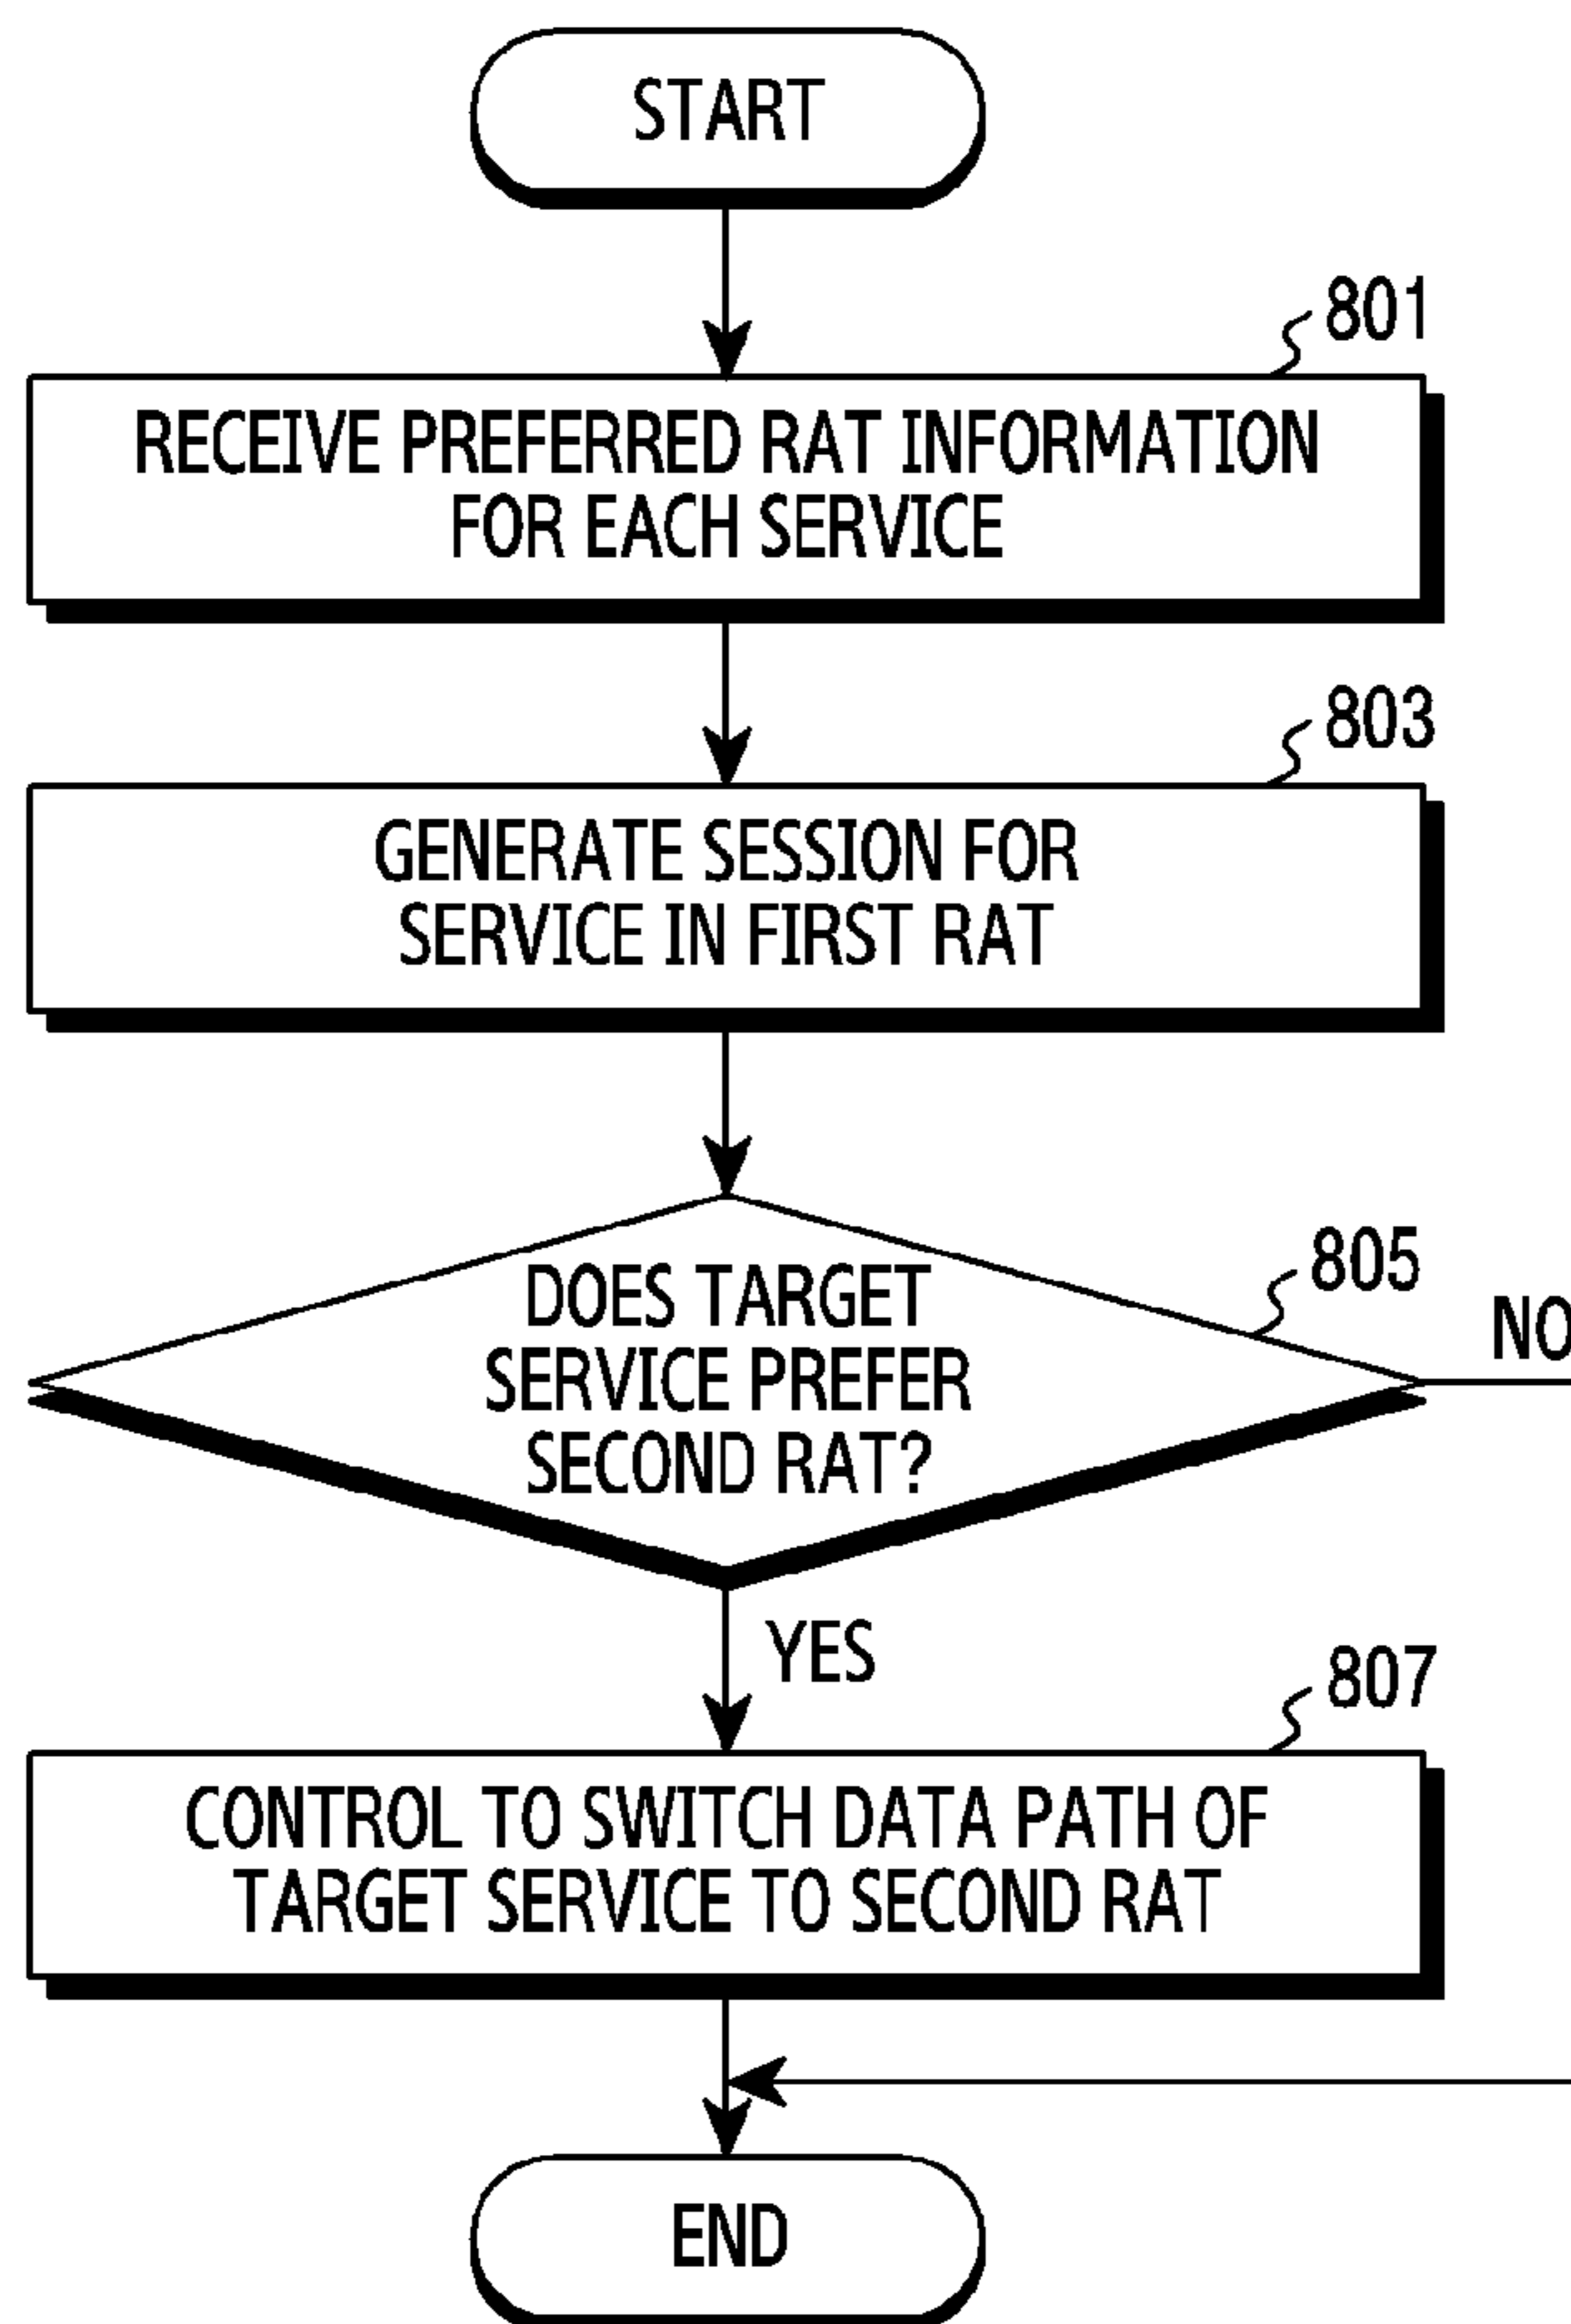 START
801
RECEIVE PREFERRED RAT INFORMATION
FOR EACH SERVICE
803
GENERATE SESSION FOR
SERVICE IN FIRST RAT
805
DOES TARGET
SERVICE PREFER
SECOND RAT?
NO
YES
807
CONTROL TO SWITCH DATA PATH OF
TARGET SERVICE TO SECOND RAT
END